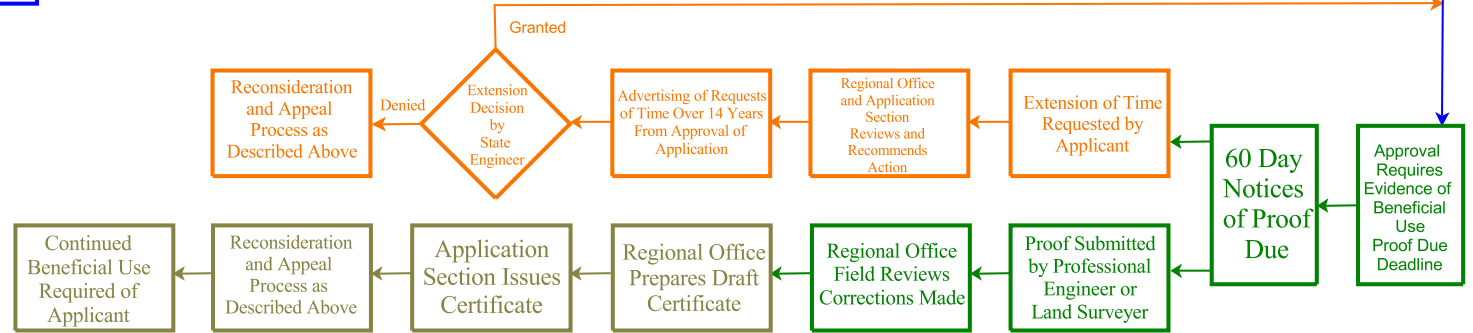 Granted
Reconsideration
and Appeal
Process as
Described Above
Denied
Extension
Decision
by
State
Engineer
Advertising of Requests
of Time Over 14 Years
From Approval of
Application
Regional Office
and Application
Section
Reviews and
Recommends
Action
Extension of Time
Requested by
Applicant
60 Day
Notices
of Proof
Due
Approval
Requires
Evidence of
Beneficial
Use
Proof Due
Deadline
Continued
Beneficial Use
Required of
Applicant
Reconsideration
and Appeal
Process as
Described Above
Application
Section Issues
Certificate
Regional Office
Prepares Draft
Certificate
Regional Office
Field Reviews
Corrections Made
Proof Submitted
by Professional
Engineer or
Land Surveyer